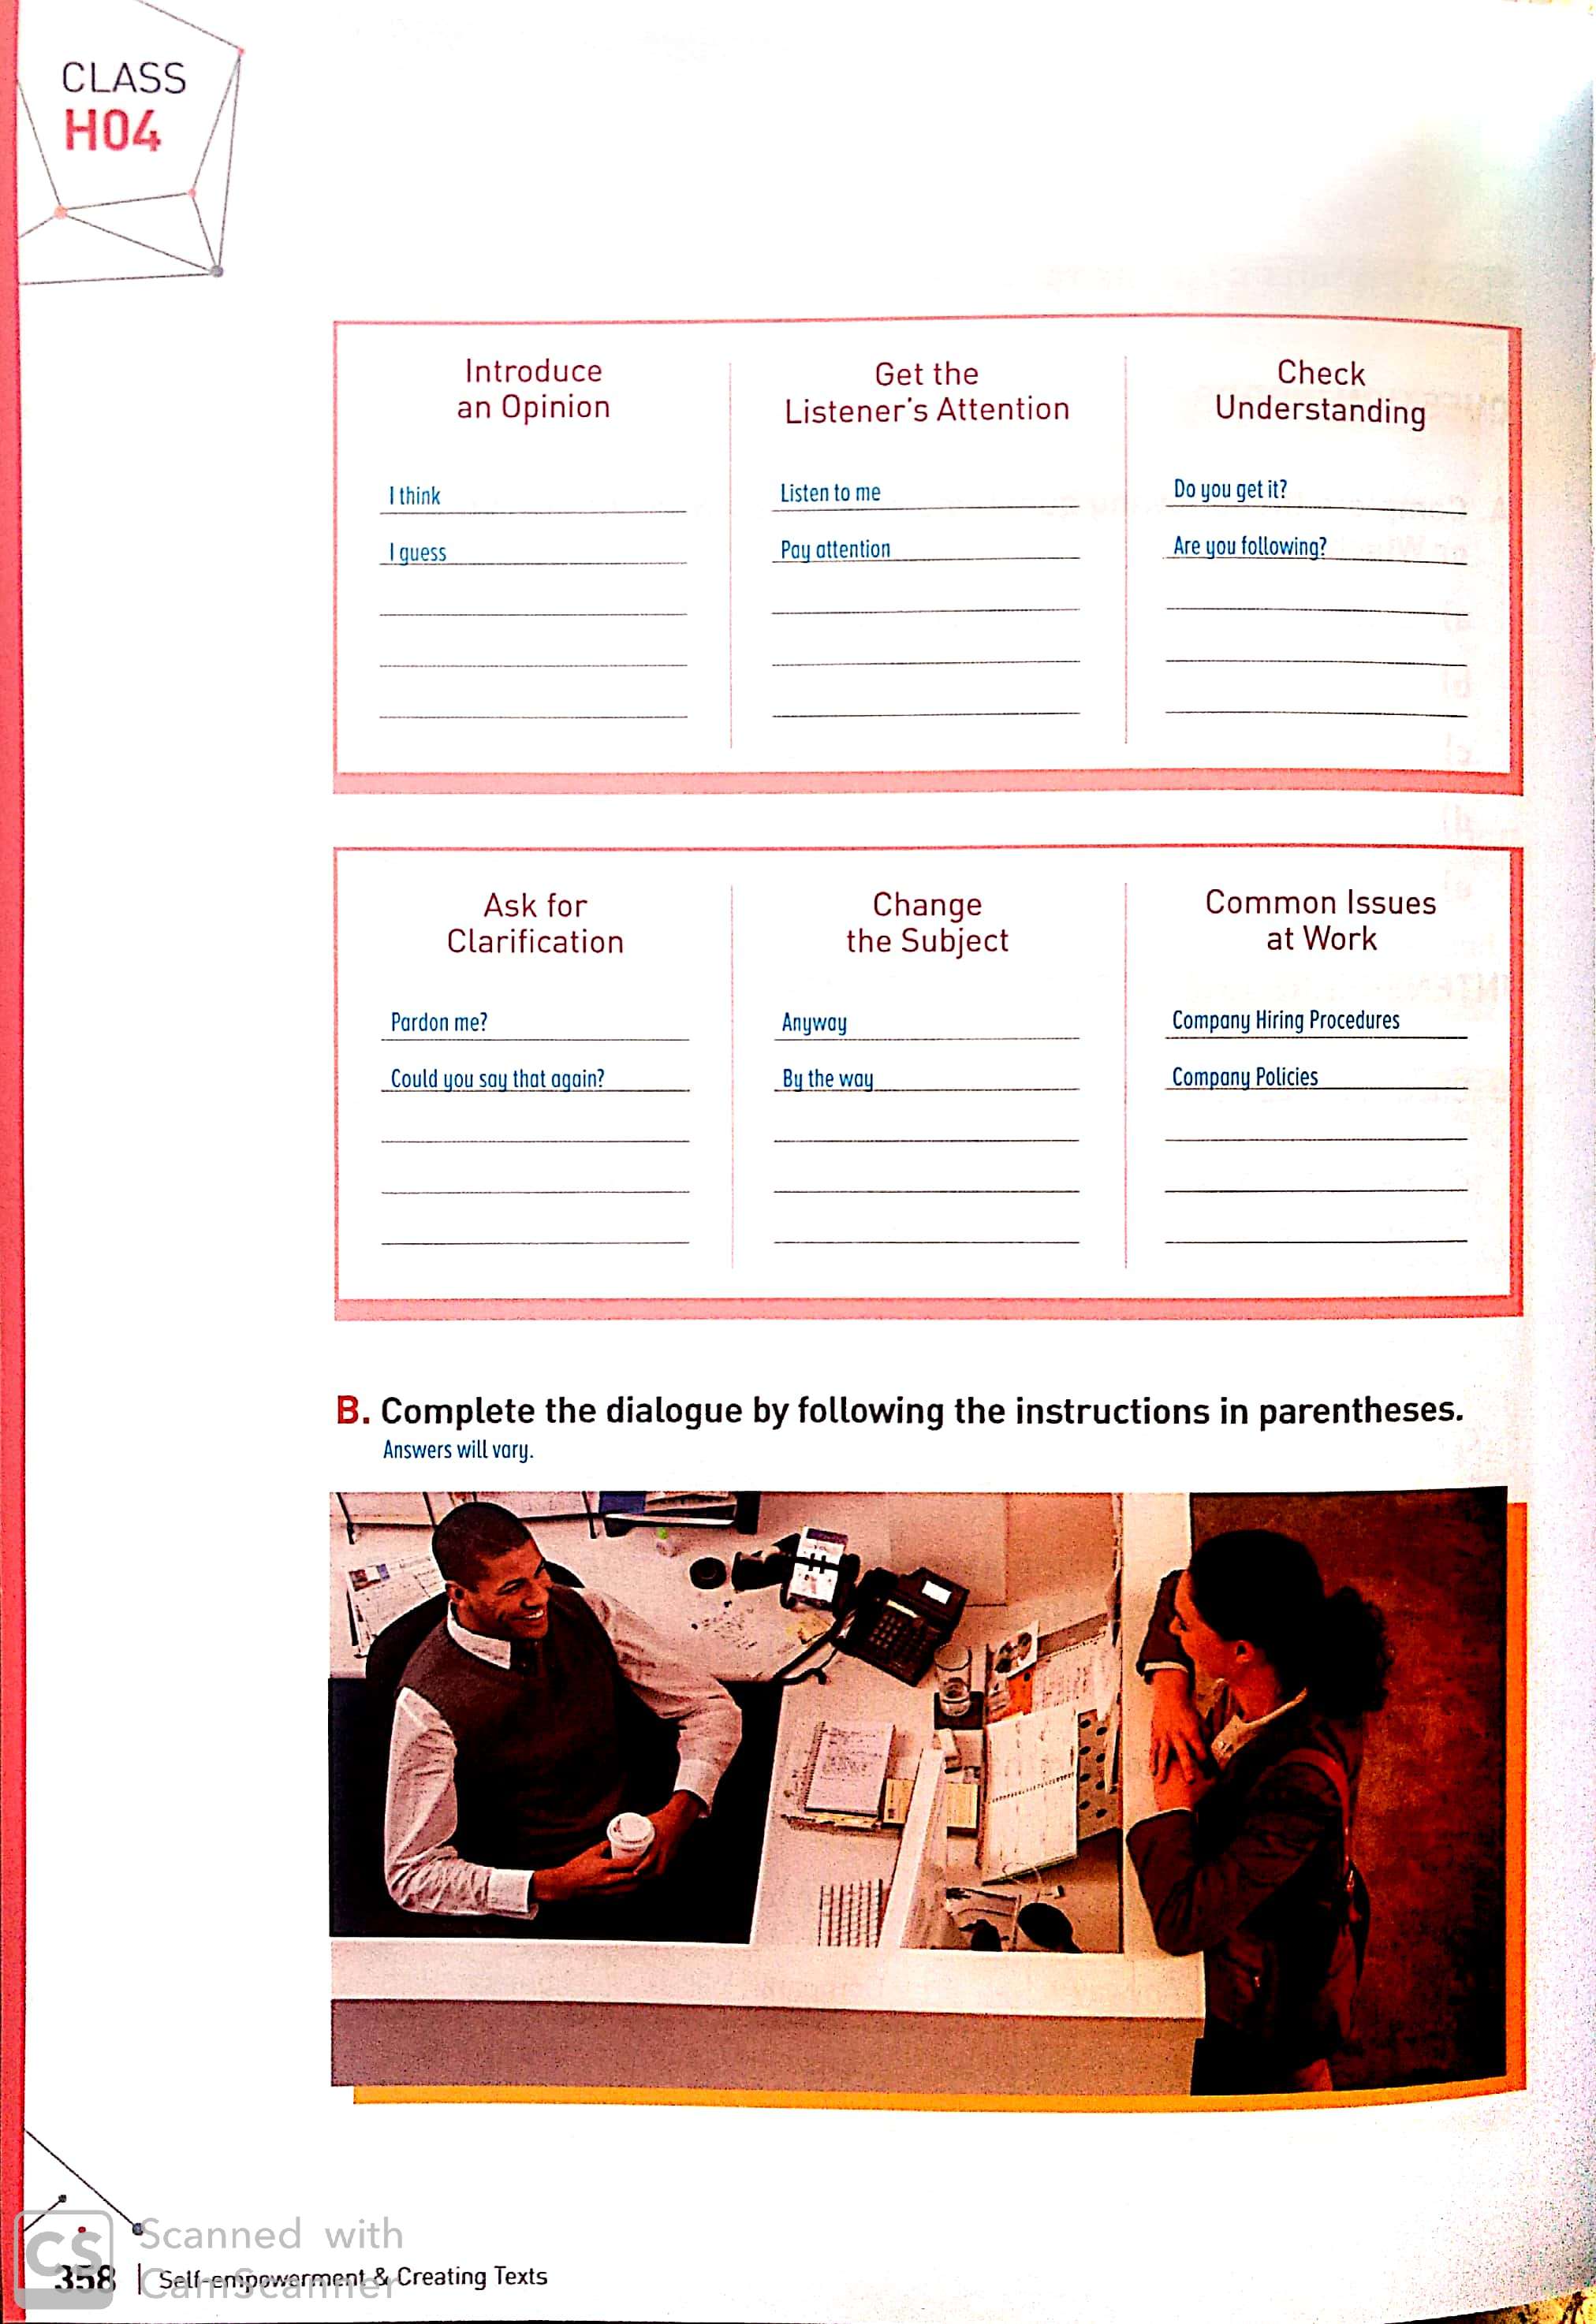 CLASS
H04
Introduce
an Opinion
I think
I guess
Get the
Listener's Attention
Listen to me
Pay attention
Check
Understanding
Do you get it?
Are you following?
Ask for
Clarification
Pardon me?
Could you say that again?
Change
the Subject
Anyway
By the way
Common Issues
at Work
Company Hiring Procedures
Company Policies
B. Complete the dialogue by following the instructions in parentheses.
Answers will vary.
CS
Scanned with
CamScanner
358 | Self-empowerment & Creating Texts